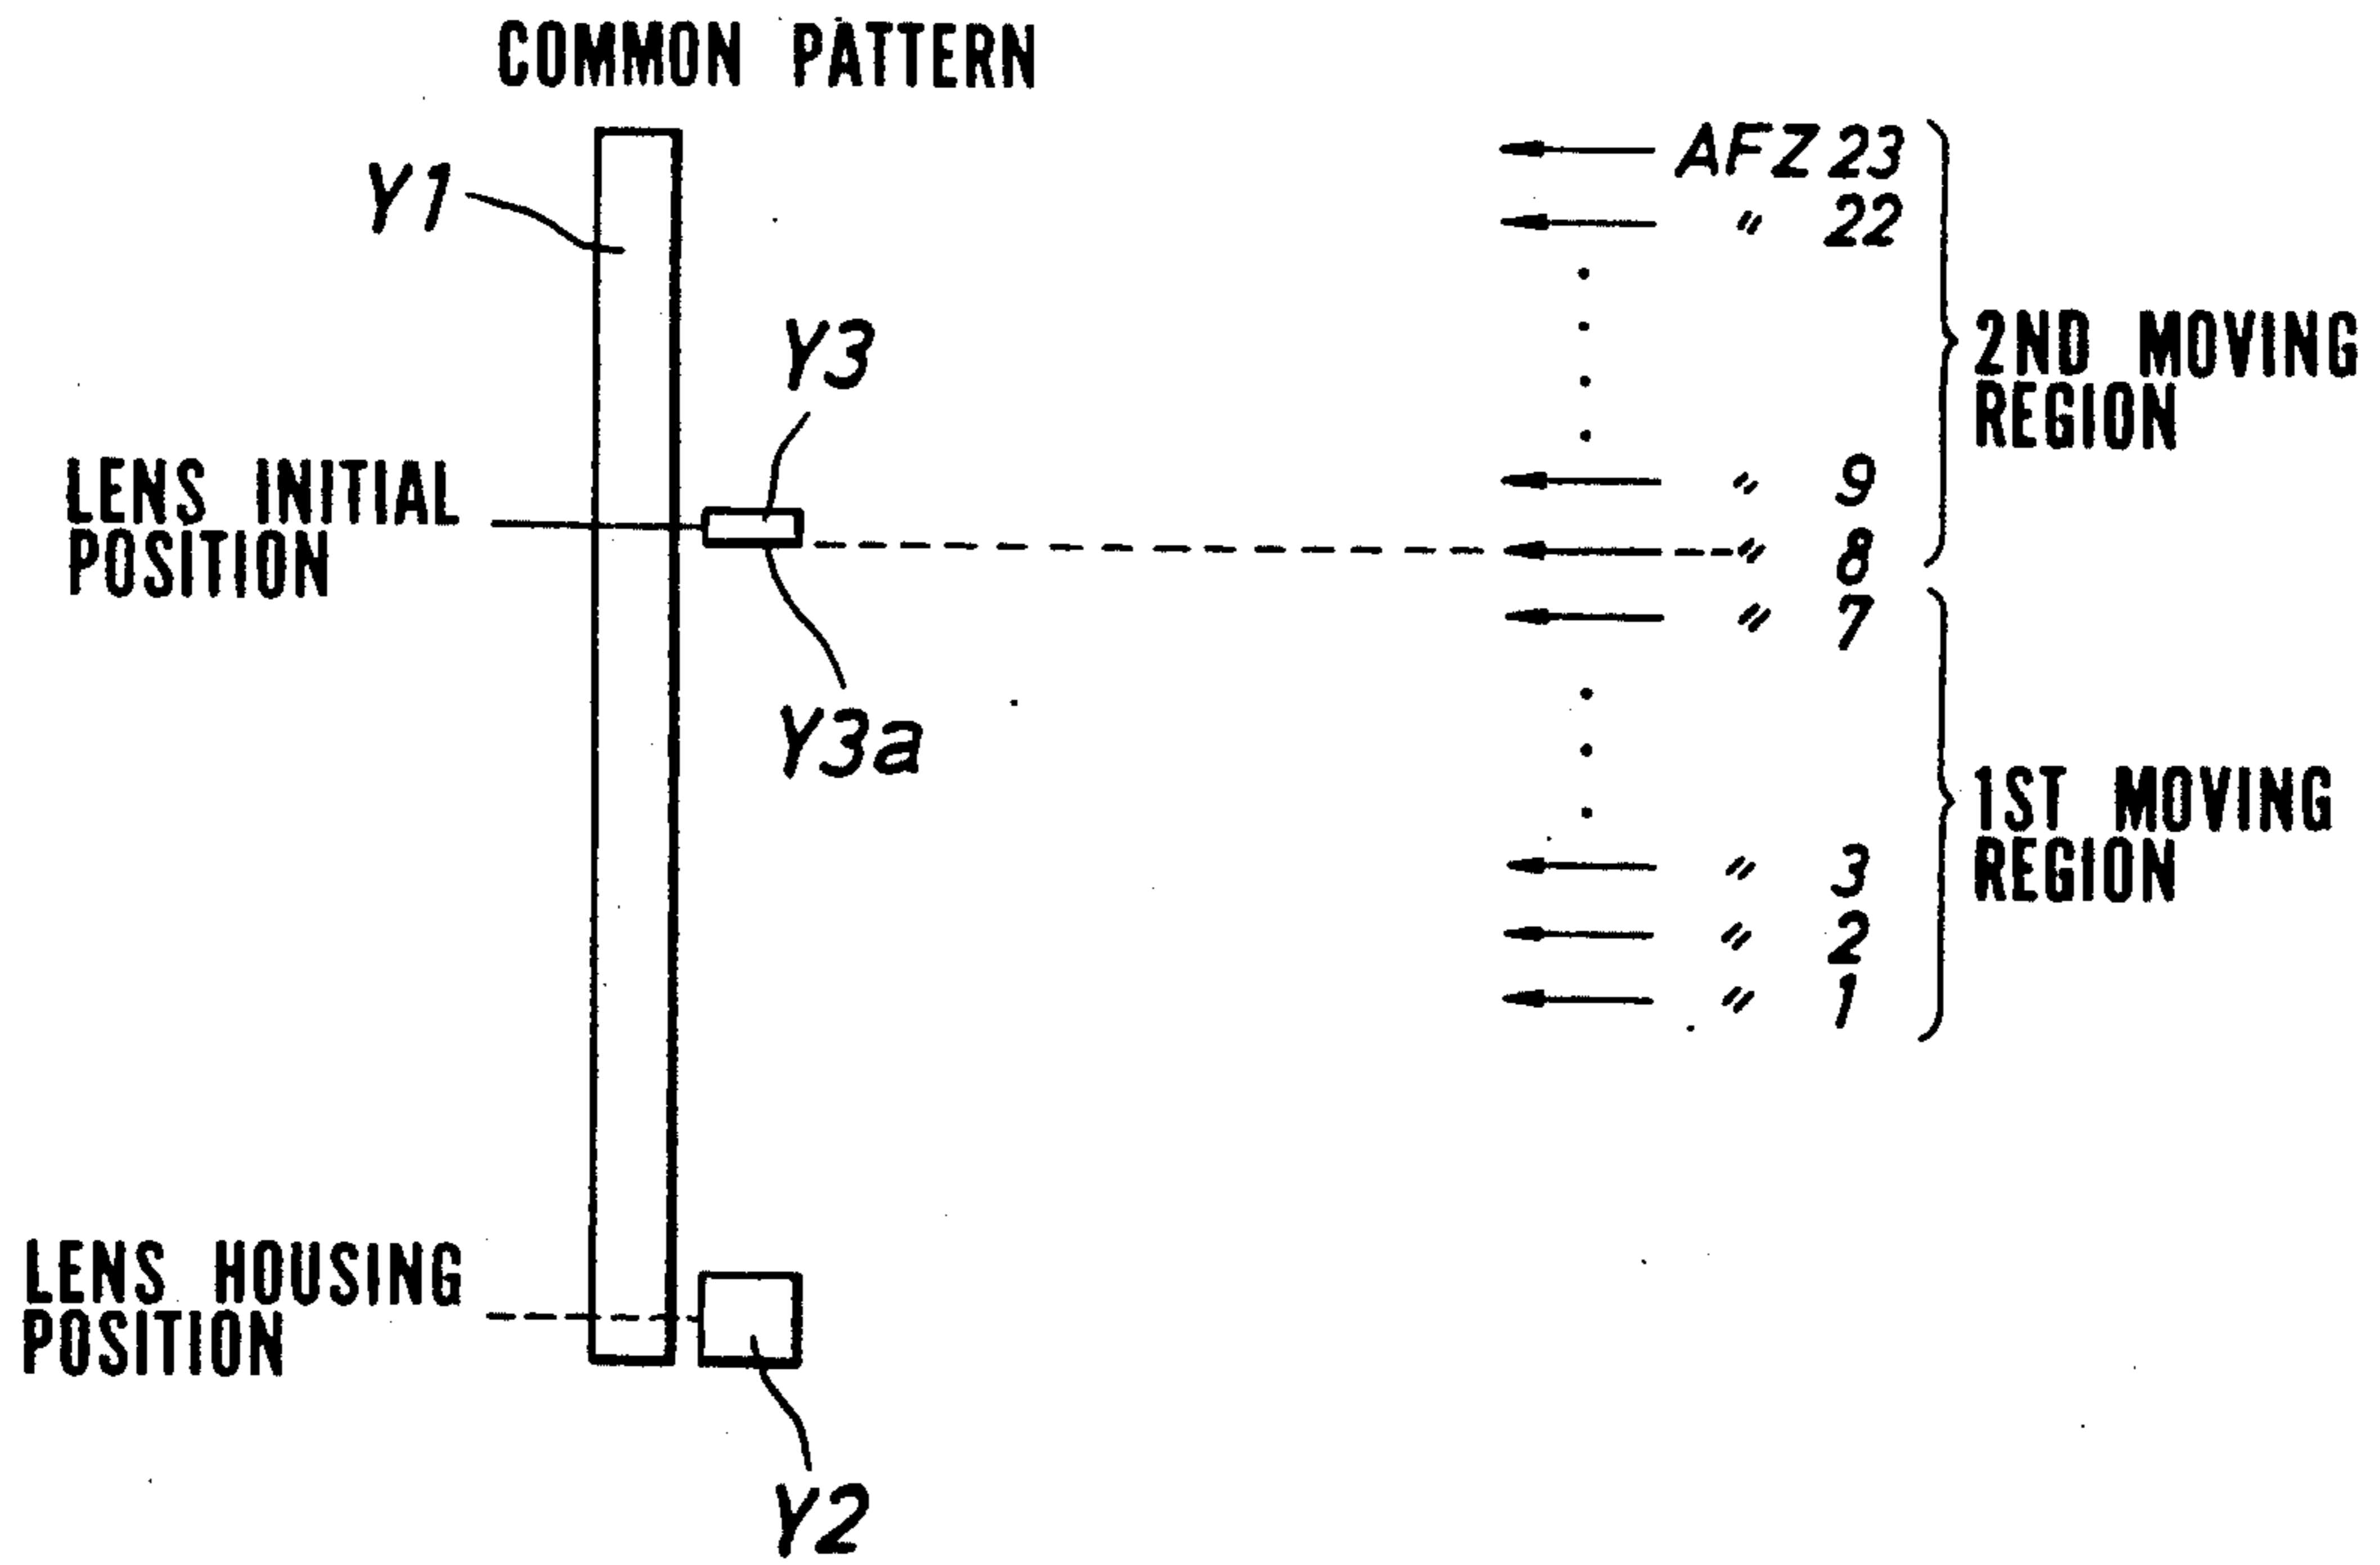 COMMON PATTERN
Y1
Y3
LENS INITIAL
POSITION
Y3a
LENS HOUSING
POSITION
Y2
AFZ 23
〃 22
〃 9
〃 8
〃 7
〃 3
〃 2
〃 1
2ND MOVING
REGION
1ST MOVING
REGION